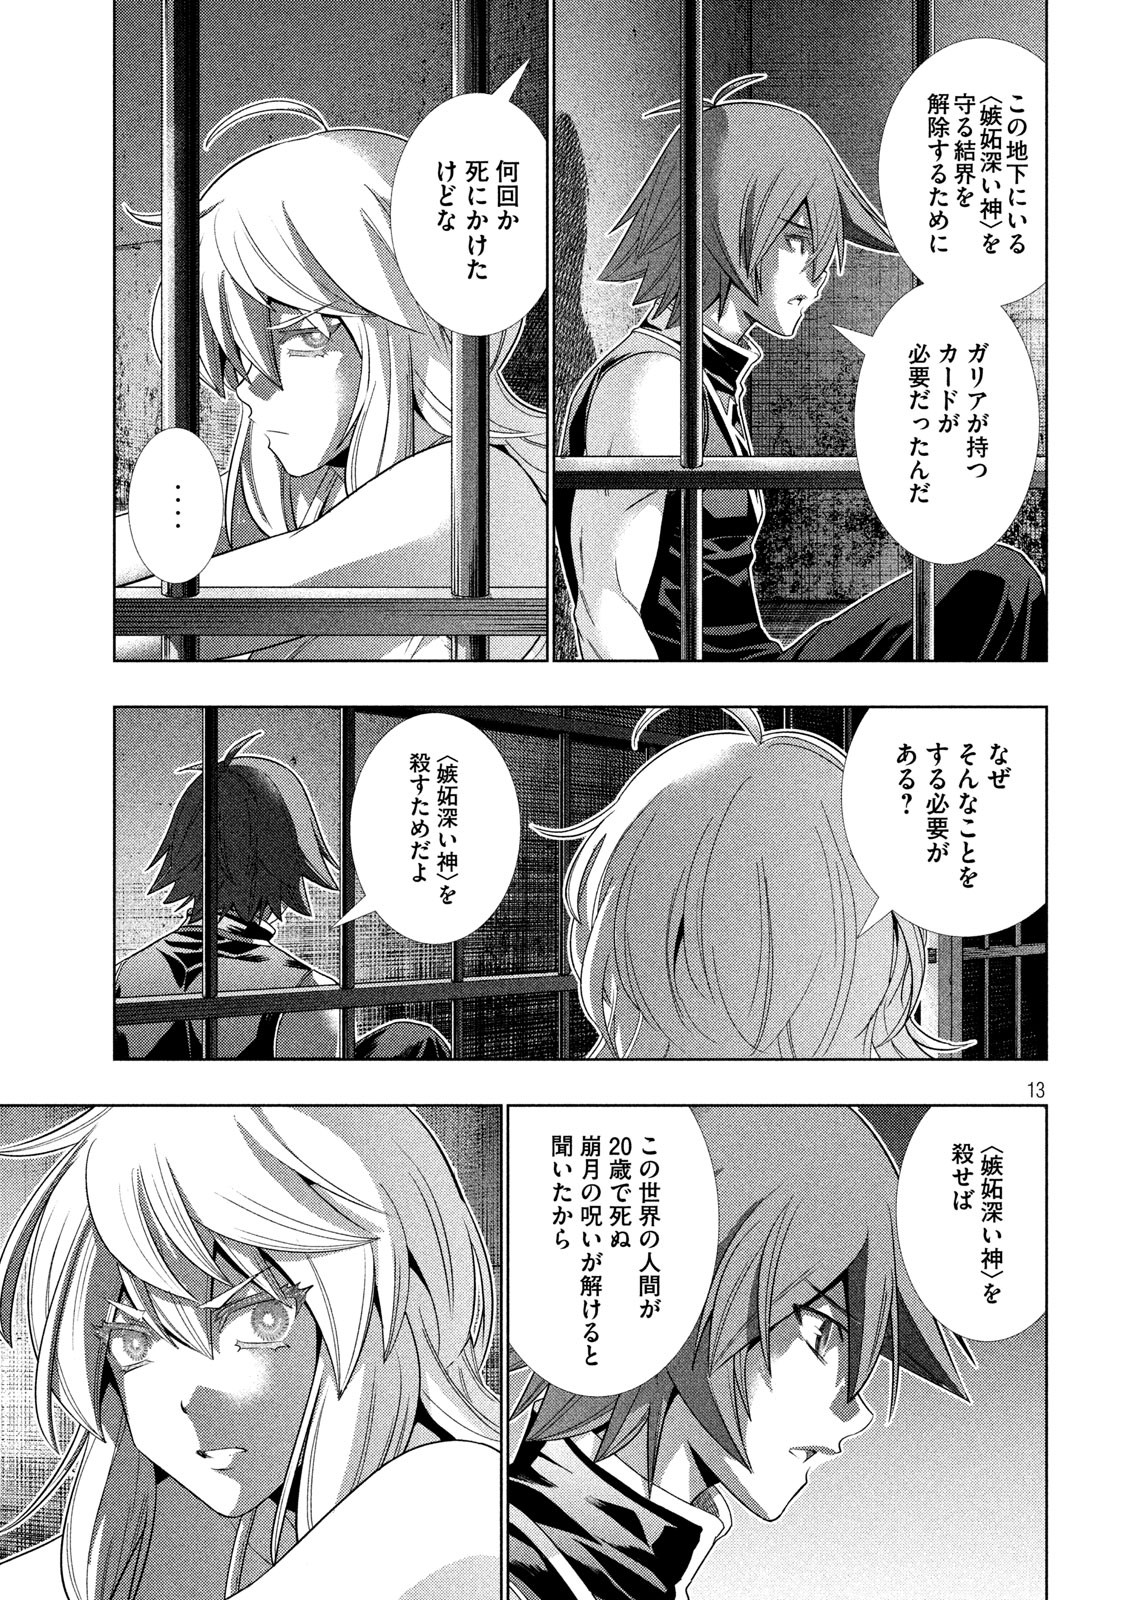 この地下にいる
〈嫉妬深い神〉を
守る結界を
解除するために
ガリアが持つ
カードが
必要だったんだ
何回か
死にかけた
けどな
‥‥
なぜ
そんなことを
する必要が
ある?
〈嫉妬深い神〉を
殺すためだよ
13
〈嫉妬深い神〉を
殺せば
この世界の人間が
20歳で死ぬ
崩月の呪いが解けると
聞いたから